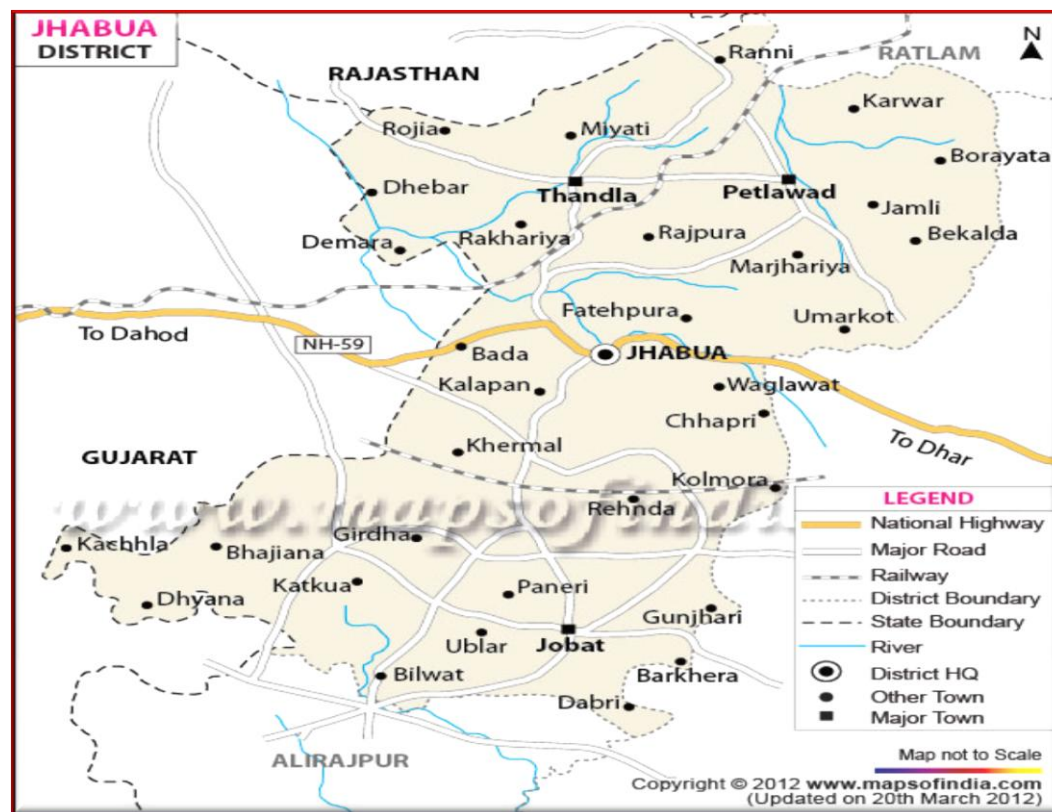 JHABUA
DISTRICT
N
RAJASTHAN
RATLAM
Ranni
Karwar
Rojia
Miyati
Borayata
Dhebar
Thandla
Petlawad
Jamli
Demara
Rakhariya
Rajpura
Bekalda
Marjhariya
Fatehpura
Umarkot
To Dahod
NH-59
Bada
JHABUA
Kalapan
Waglawat
Chhapri
To Dhar
Khermal
GUJARAT
Kolmora
Rehnda
www.mapsofindia
Girdha
Kachhla
Bhajiana
Katkua
Paneri
Dhyana
Gunjhari
Ublar
Jobat
Bilwat
Barkhera
Dabri
ALIRAJPUR
LEGEND
National Highway
Major Road
Railway
District Boundary
State Boundary
River
District HQ
Other Town
Major Town
Map not to Scale
Copyright © 2012 www.mapsofindia.com
(Updated on 20th March 2012)